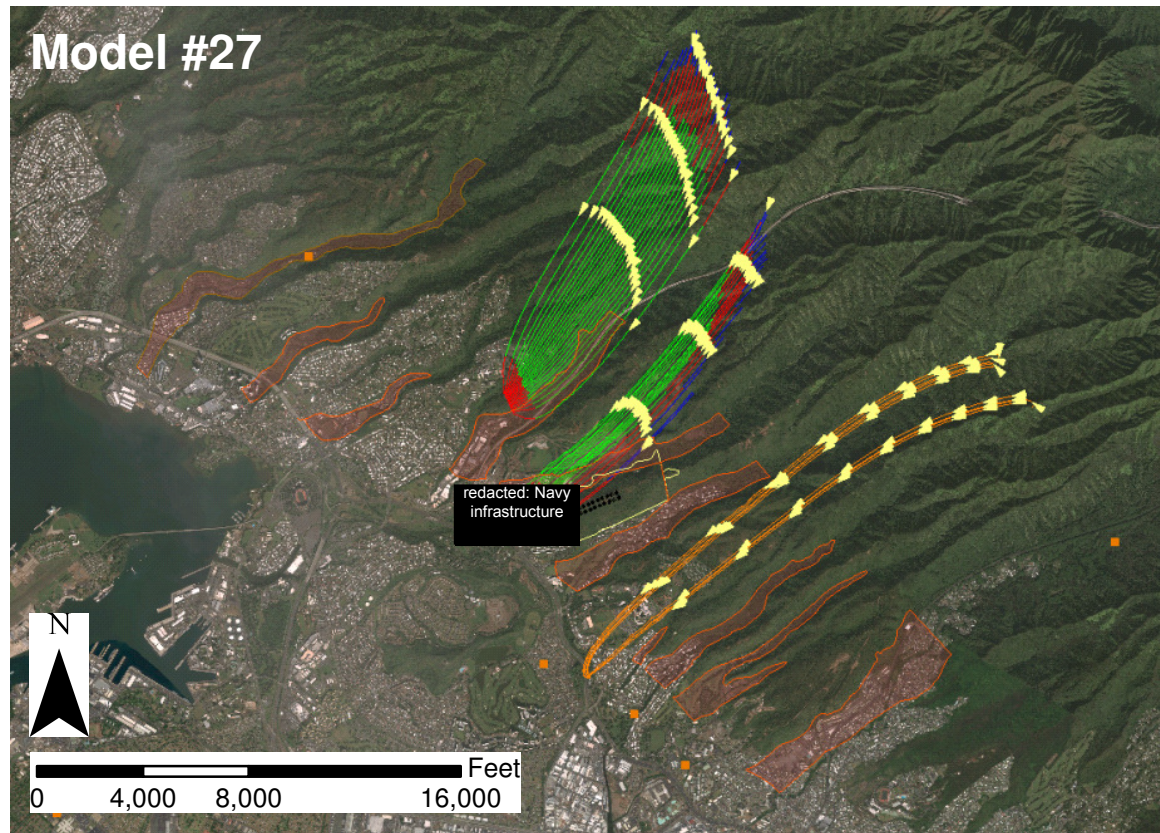 Model #27
redacted: Navy
infrastructure
N
Feet
0 4,000 8,000 16,000